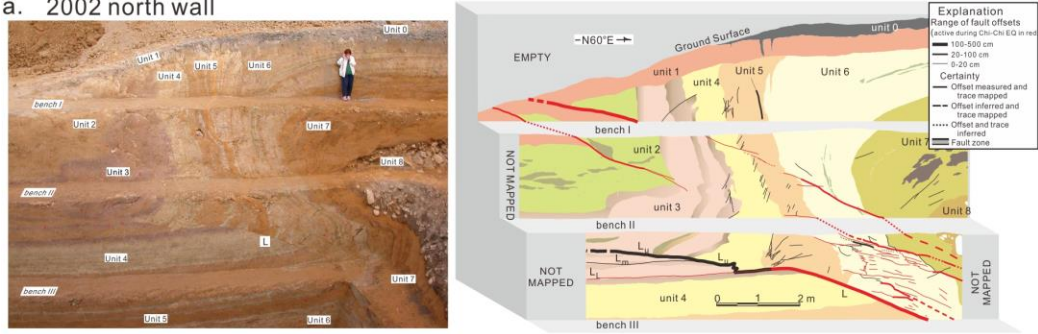 a. 2002 north wall
Unit 0
Unit 1
Unit 4
Unit 5
Unit 6
bench I
Unit 2
Unit 7
Unit 8
Unit 3
bench II
L
Unit 4
Unit 7
bench III
Unit 5
Unit 6
EMPTY
N60°E
Ground Surface
unit 0
unit 1
unit 4
Unit 5
Unit 6
bench I
NOT MAPPED
unit 2
Unit 7
unit 3
Unit 8
bench II
NOT MAPPED
Lu
Lm
LL
Lu
L
unit 4
0 1 2 m
NOT MAPPED
bench III
Explanation
Range of fault offsets
(active during Chi-Chi EQ in red)
100-500 cm
20-100 cm
0-20 cm
Certainty
Offset measured and
trace mapped
Offset inferred and
trace mapped
Offset and trace
inferred
Fault zone